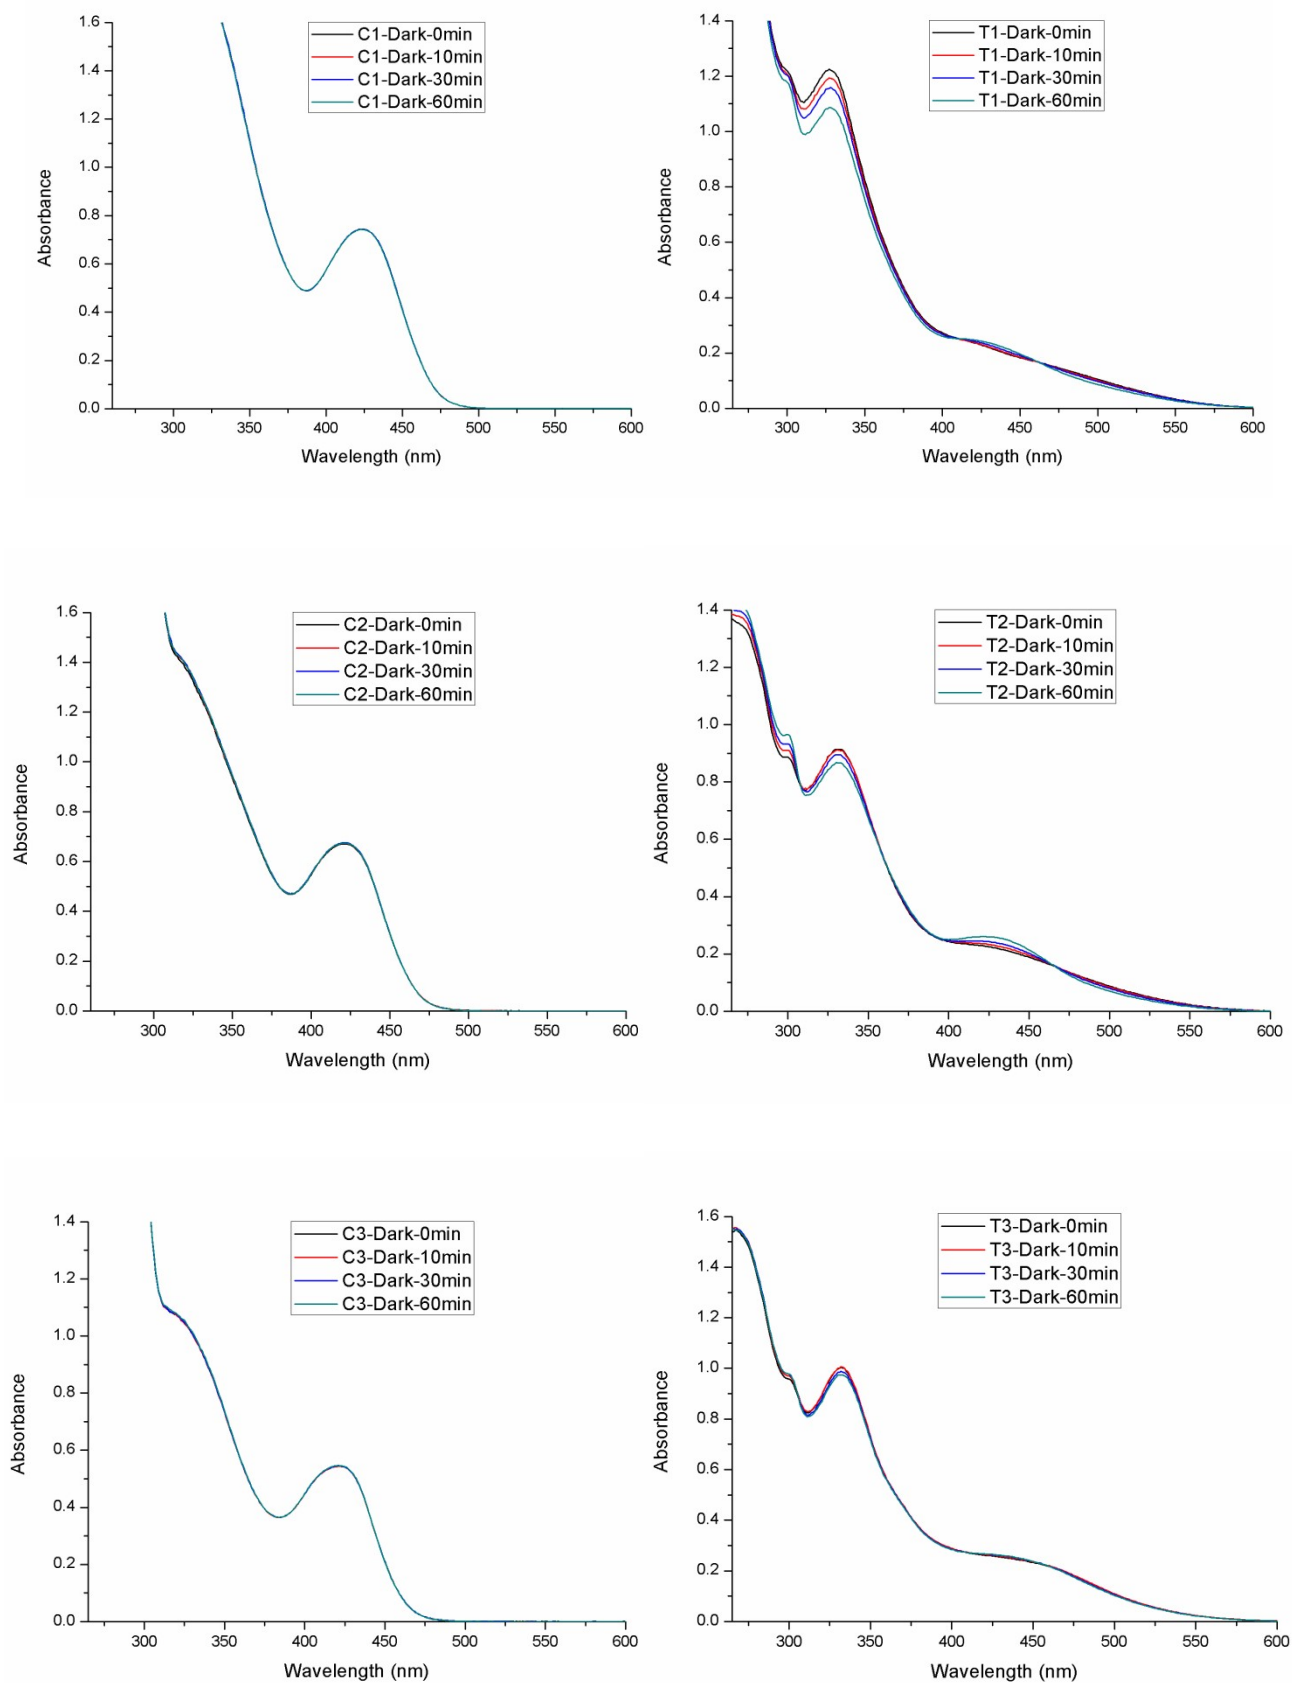 1.6
1.4
1.2
1.0
0.8
0.6
0.4
0.2
0.0
Absorbance
C1-Dark-0min
C1-Dark-10min
C1-Dark-30min
C1-Dark-60min
300 350 400 450 500 550 600
Wavelength (nm)
1.4
1.2
1.0
0.8
0.6
0.4
0.2
0.0
Absorbance
T1-Dark-0min
T1-Dark-10min
T1-Dark-30min
T1-Dark-60min
300 350 400 450 500 550 600
Wavelength (nm)
1.6
1.4
1.2
1.0
0.8
0.6
0.4
0.2
0.0
Absorbance
C2-Dark-0min
C2-Dark-10min
C2-Dark-30min
C2-Dark-60min
300 350 400 450 500 550 600
Wavelength (nm)
1.4
1.2
1.0
0.8
0.6
0.4
0.2
0.0
Absorbance
T2-Dark-0min
T2-Dark-10min
T2-Dark-30min
T2-Dark-60min
300 350 400 450 500 550 600
Wavelength (nm)
1.4
1.2
1.0
0.8
0.6
0.4
0.2
0.0
Absorbance
C3-Dark-0min
C3-Dark-10min
C3-Dark-30min
C3-Dark-60min
300 350 400 450 500 550 600
Wavelength (nm)
1.6
1.4
1.2
1.0
0.8
0.6
0.4
0.2
0.0
Absorbance
T3-Dark-0min
T3-Dark-10min
T3-Dark-30min
T3-Dark-60min
300 350 400 450 500 550 600
Wavelength (nm)